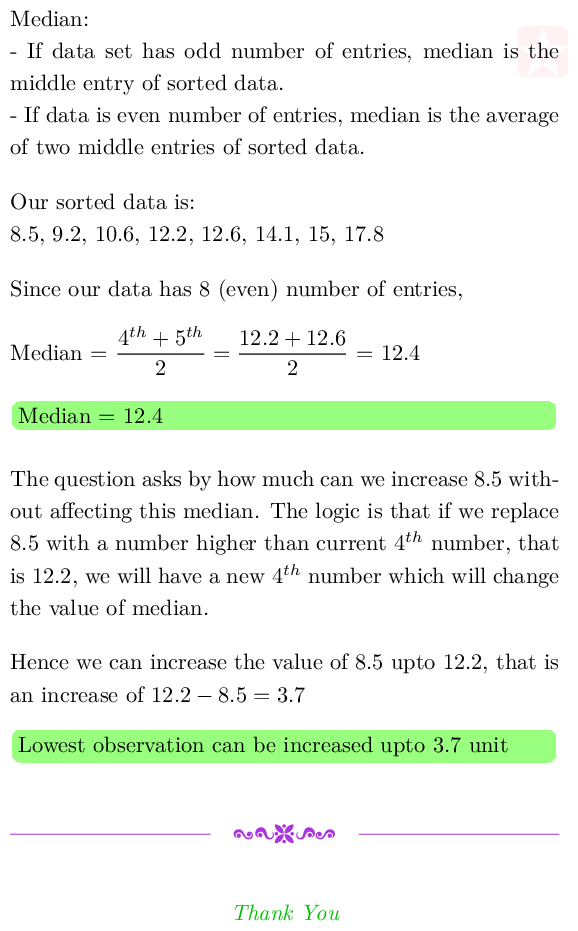 Median:
- If data set has odd number of entries, median is the
middle entry of sorted data.
- If data is even number of entries, median is the average
of two middle entries of sorted data.
Our sorted data is:
8.5, 9.2, 10.6, 12.2, 12.6, 14.1, 15, 17.8
Since our data has 8 (even) number of entries,
Median = \frac{4^{th} + 5^{th}}{2} = \frac{12.2 + 12.6}{2} = 12.4
Median = 12.4
The question asks by how much can we increase 8.5 with-
out affecting this median. The logic is that if we replace
8.5 with a number higher than current 4^{th} number, that
is 12.2, we will have a new 4^{th} number which will change
the value of median.
Hence we can increase the value of 8.5 upto 12.2, that is
an increase of 12.2 − 8.5 = 3.7
Lowest observation can be increased upto 3.7 unit
Thank You